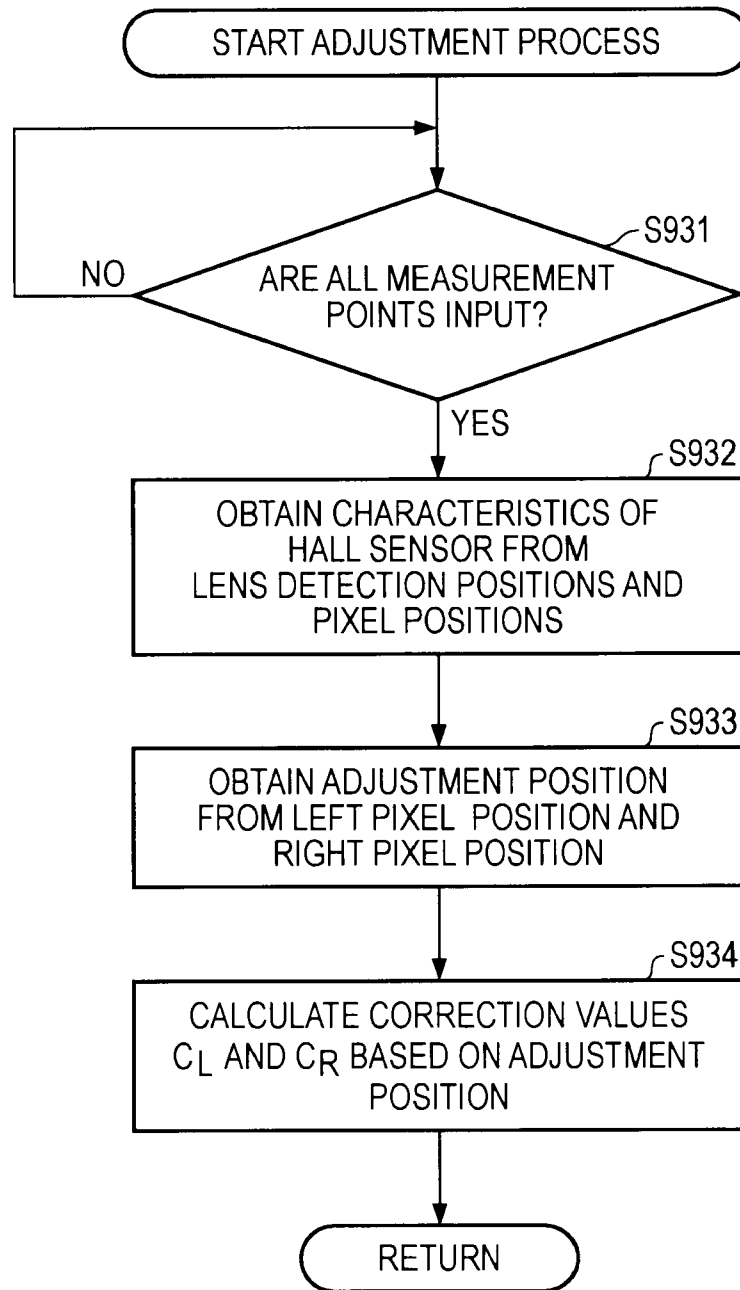 START ADJUSTMENT PROCESS
S931
NO
ARE ALL MEASUREMENT
POINTS INPUT?
YES
S932
OBTAIN CHARACTERISTICS OF
HALL SENSOR FROM
LENS DETECTION POSITIONS AND
PIXEL POSITIONS
S933
OBTAIN ADJUSTMENT POSITION
FROM LEFT PIXEL POSITION AND
RIGHT PIXEL POSITION
S934
CALCULATE CORRECTION VALUES
CL AND CR BASED ON ADJUSTMENT
POSITION
RETURN